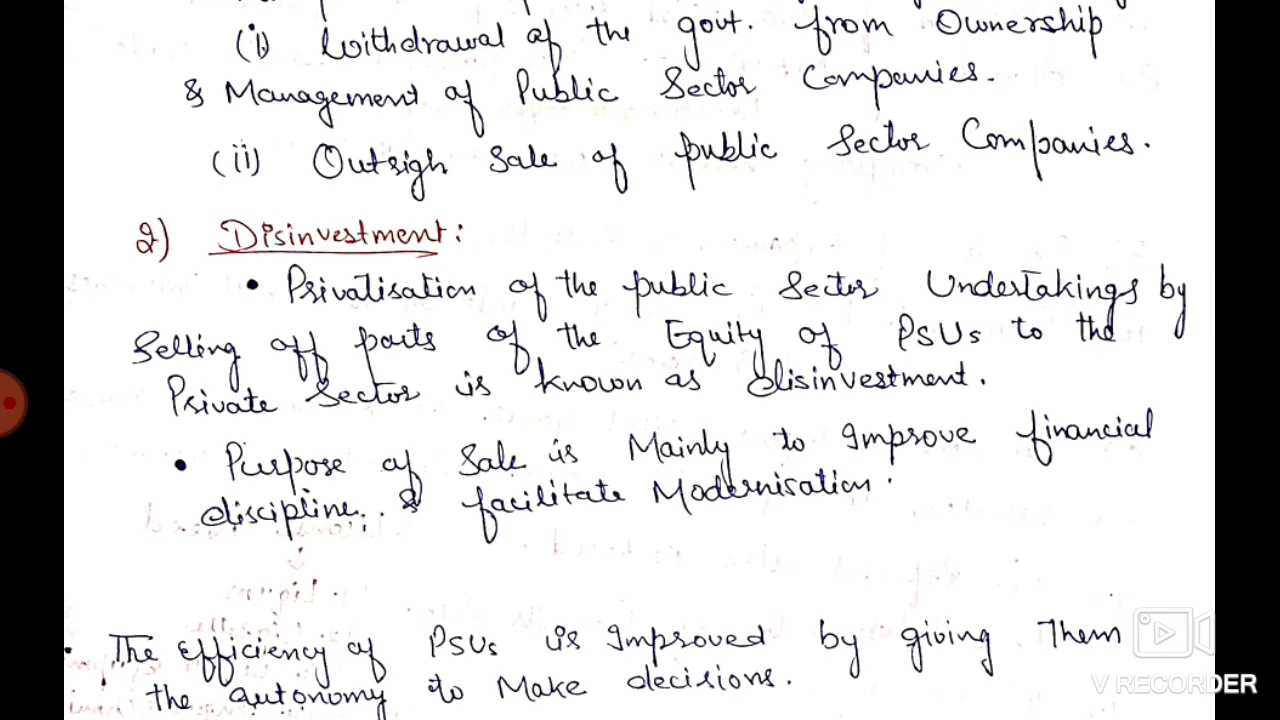 (i) Withdrawal of the govt. from Ownership
& Management of Public Sector Companies.
(ii) Outrigh Sale of public Sector Companies.
2) Disinvestment:
• Privatisation of the public Sector Undertakings by
Selling off parts of the Equity of PSUs to the
Private Sector is known as disinvestment.
• Purpose of Sale is Mainly to Improve financial
discipline. & facilitate Modernisation.
• The efficiency of PSUs is Improved by giving Them
the autonomy to Make decisions.
V RECORDER